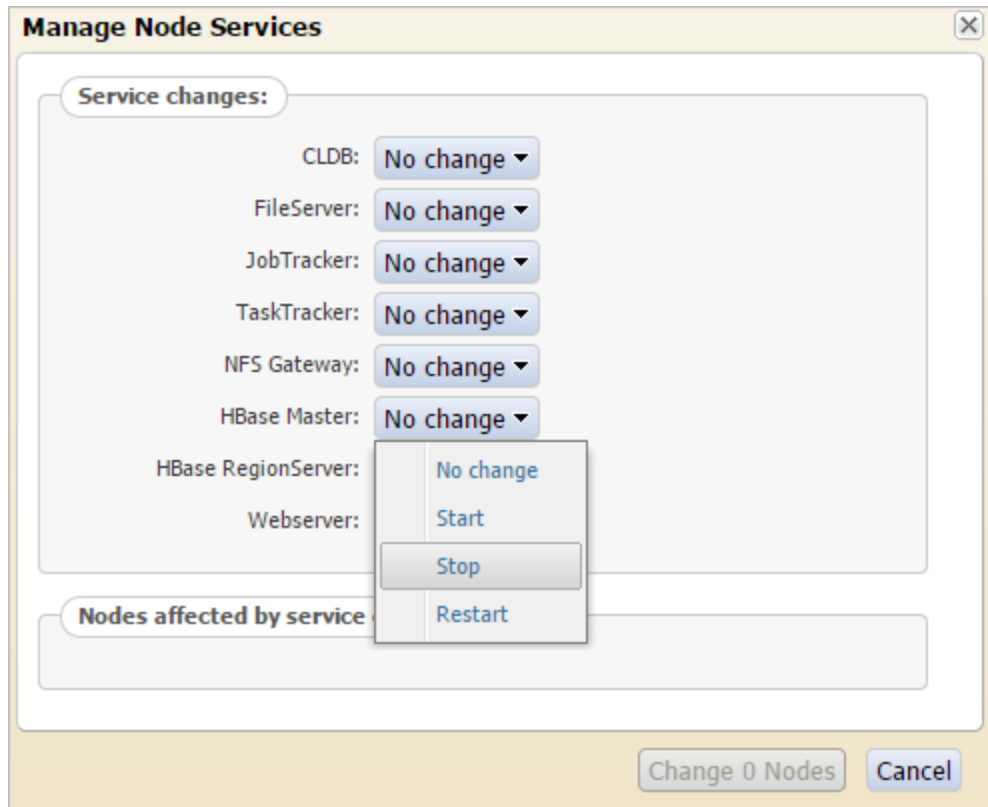 Manage Node Services
Service changes:
CLDB: No change
FileServer: No change
JobTracker: No change
TaskTracker: No change
NFS Gateway: No change
HBase Master: No change
HBase RegionServer: No change
Webserver: Start
Stop
Nodes affected by service Restart
Change 0 Nodes Cancel